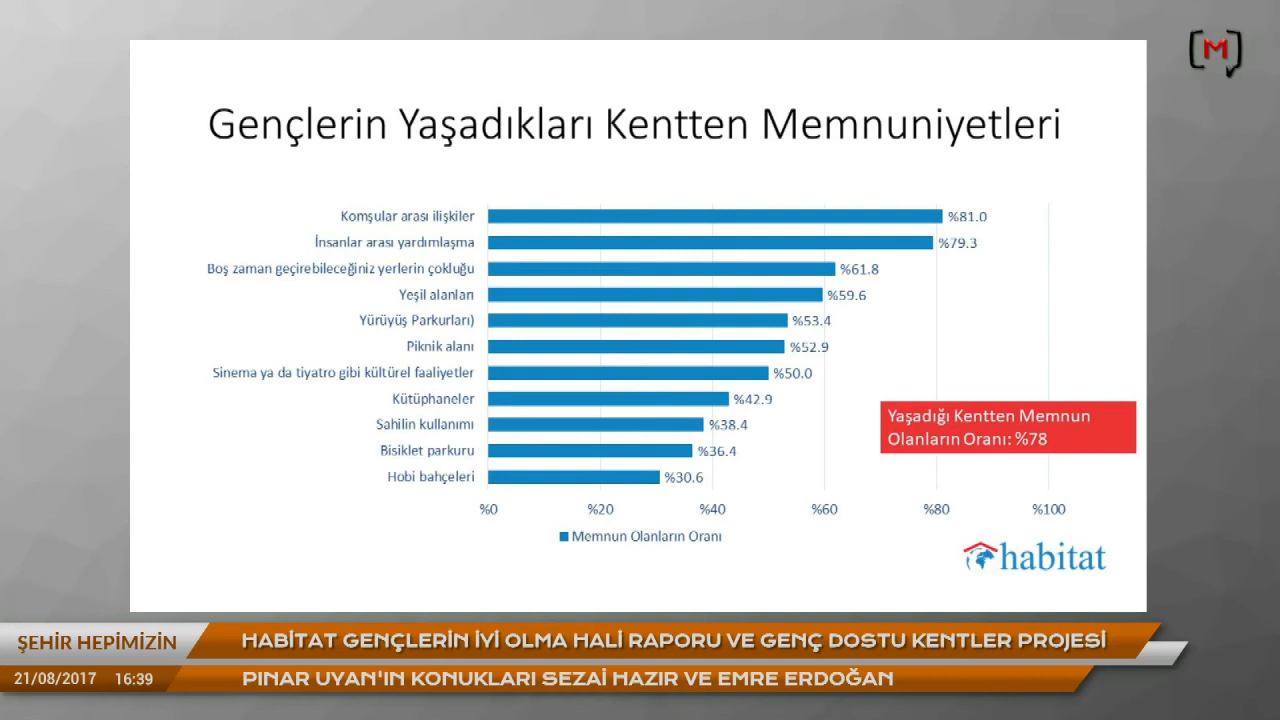 [M]
Gençlerin Yaşadıkları Kentten Memnuniyetleri
Komşular arası ilişkiler %81.0
İnsanlar arası yardımlaşma %79.3
Boş zaman geçirebileceğiniz yerlerin çokluğu %61.8
Yeşil alanları %59.6
Yürüyüş Parkurları) %53.4
Piknik alanı %52.9
Sinema ya da tiyatro gibi kültürel faaliyetler %50.0
Kütüphaneler %42.9
Sahilin kullanımı %38.4
Bisiklet parkuru %36.4
Hobi bahçeleri %30.6
%0 %20 %40 %60 %80 %100
Memnun Olanların Oranı
Yaşadığı Kentten Memnun
Olanların Oranı: %78
habitat
ŞEHİR HEPİMİZİN
HABİTAT GENÇLERİN İYİ OLMA HALİ RAPORU VE GENÇ DOSTU KENTLER PROJESİ
21/08/2017 16:39
PINAR UYAN'IN KONUKLARI SEZAİ HAZIR VE EMRE ERDOĞAN